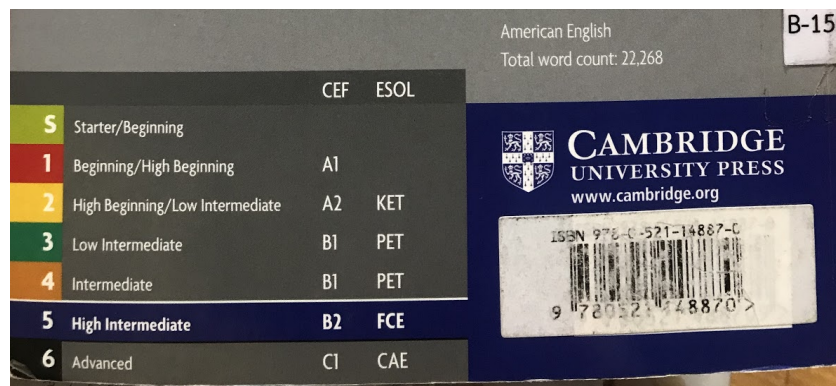 American English
Total word count: 22,268
B-15
CEF ESOL
S Starter/Beginning
1 Beginning/High Beginning A1
2 High Beginning/Low Intermediate A2 KET
3 Low Intermediate B1 PET
4 Intermediate B1 PET
5 High Intermediate B2 FCE
6 Advanced C1 CAE
CAMBRIDGE
UNIVERSITY PRESS
www.cambridge.org
ISBN 978-0-521-14887-0